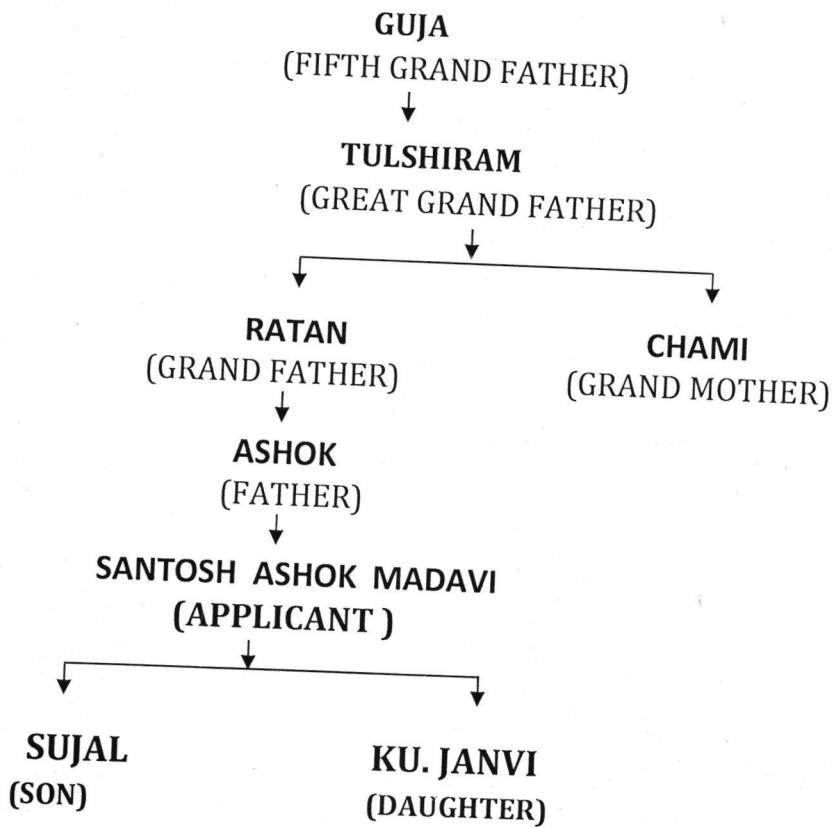 GUJA
(FIFTH GRAND FATHER)
TULSHIRAM
(GREAT GRAND FATHER)
RATAN
(GRAND FATHER)
CHAMI
(GRAND MOTHER)
ASHOK
(FATHER)
SANTOSH ASHOK MADAVI
(APPLICANT )
SUJAL
(SON)
KU. JANVI
(DAUGHTER)